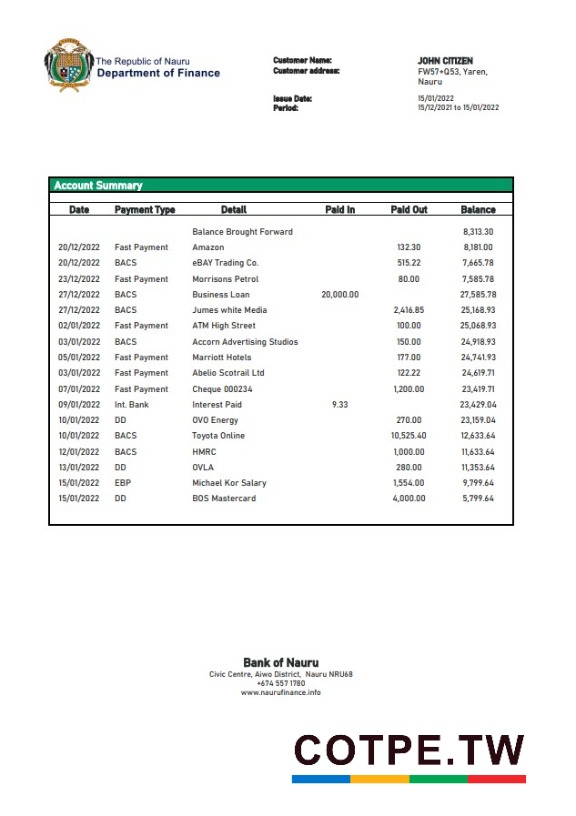 The Republic of Nauru
Department of Finance
Customer Name: JOHN CITIZEN
Customer address: FW57+Q53, Yaren,
Nauru
Issue Date: 15/01/2022
Period: 15/12/2021 to 15/01/2022
Account Summary
Date Payment Type Detail Paid In Paid Out Balance
Balance Brought Forward 8,313.30
20/12/2022 Fast Payment Amazon 132.30 8,181.00
20/12/2022 BACS eBAY Trading Co. 515.22 7,665.78
23/12/2022 Fast Payment Morrisons Petrol 80.00 7,585.78
27/12/2022 BACS Business Loan 20,000.00 27,585.78
27/12/2022 BACS Jumes white Media 2,416.85 25,168.93
02/01/2022 Fast Payment ATM High Street 100.00 25,068.93
03/01/2022 BACS Accorn Advertising Studios 150.00 24,918.93
05/01/2022 Fast Payment Marriott Hotels 177.00 24,741.93
03/01/2022 Fast Payment Abelio Scotrail Ltd 122.22 24,619.71
07/01/2022 Fast Payment Cheque 000234 1,200.00 23,419.71
09/01/2022 Int. Bank Interest Paid 9.33 23,429.04
10/01/2022 DD OVO Energy 270.00 23,159.04
10/01/2022 BACS Toyota Online 10,525.40 12,633.64
12/01/2022 BACS HMRC 1,000.00 11,633.64
13/01/2022 DD OVLA 280.00 11,353.64
15/01/2022 EBP Michael Kor Salary 1,554.00 9,799.64
15/01/2022 DD BOS Mastercard 4,000.00 5,799.64
Bank of Nauru
Civic Centre, Aiwo District, Nauru NRU68
+674 557 1780
www.naurufinance.info
COTPE.TW